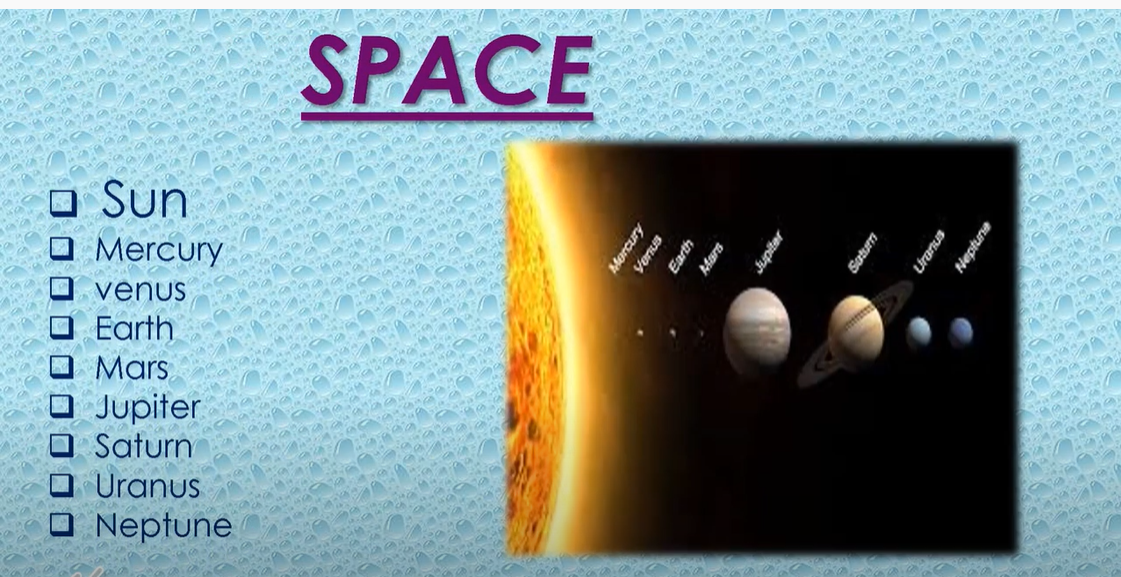 SPACE
Sun
Mercury
venus
Earth
Mars
Jupiter
Saturn
Uranus
Neptune
Mercury
Venus
Earth
Mars
Jupiter
Saturn
Uranus
Neptune